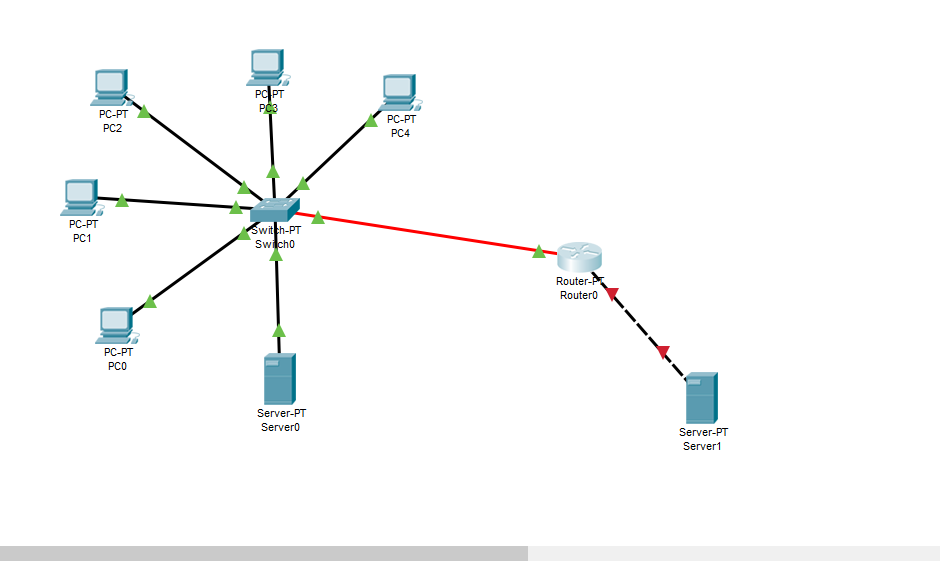 PC-PT
PC2
PC-PT
PC3
PC-PT
PC4
PC-PT
PC1
Switch-PT
Switch0
Router-PT
Router0
PC-PT
PC0
Server-PT
Server0
Server-PT
Server1